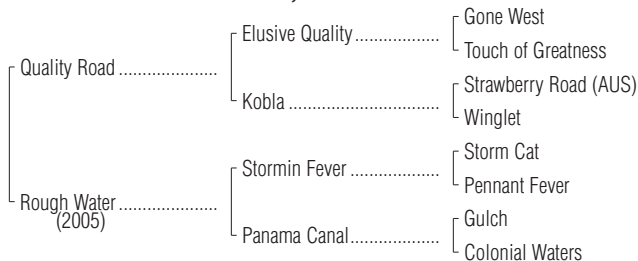 Gone West
Elusive Quality ..................
Touch of Greatness
Quality Road .....................
Strawberry Road (AUS)
Kobla ................................
Winglet
Storm Cat
Stormin Fever ...................
Pennant Fever
Rough Water .....................
(2005)
Gulch
Panama Canal...................
Colonial Waters